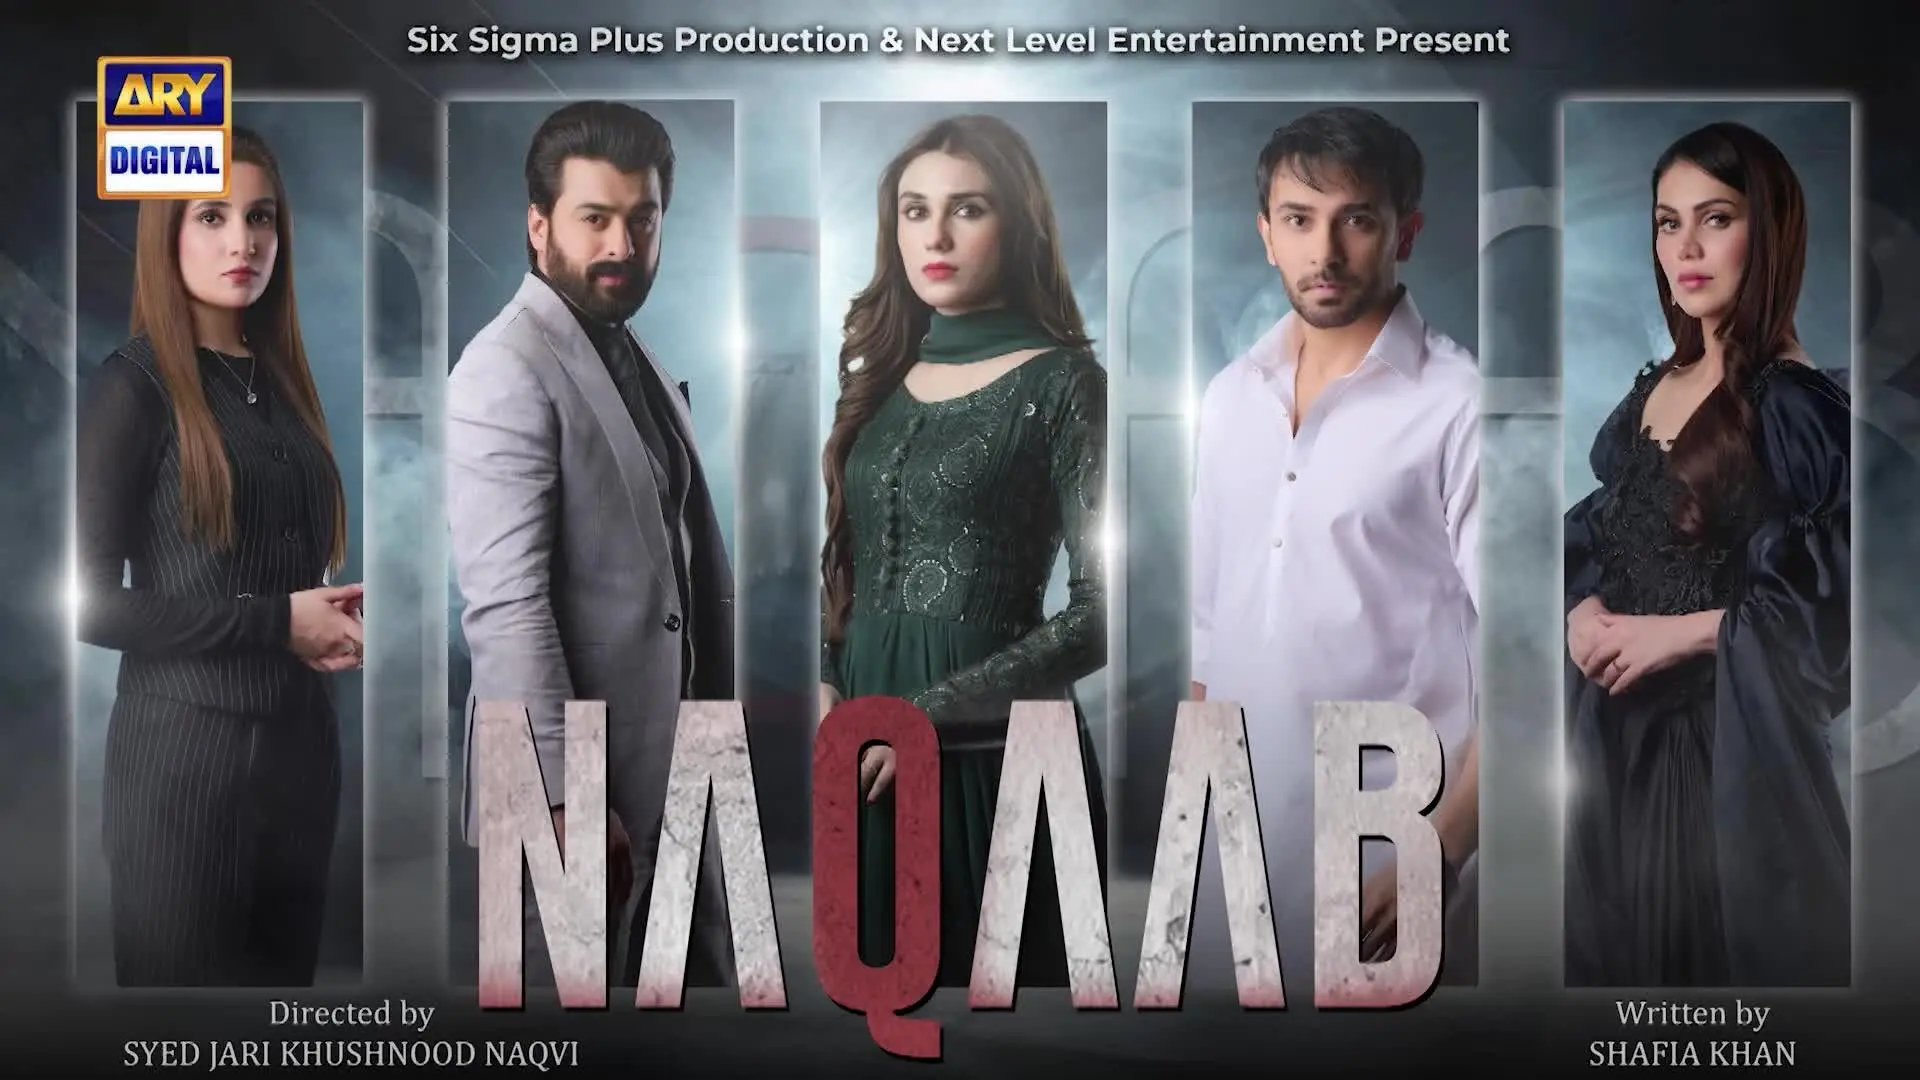 Six Sigma Plus Production & Next Level Entertainment Present
ARY
DIGITAL
NAQAAB
Directed by
SYED JARI KHUSHNOOD NAQVI
Written by
SHAFIA KHAN